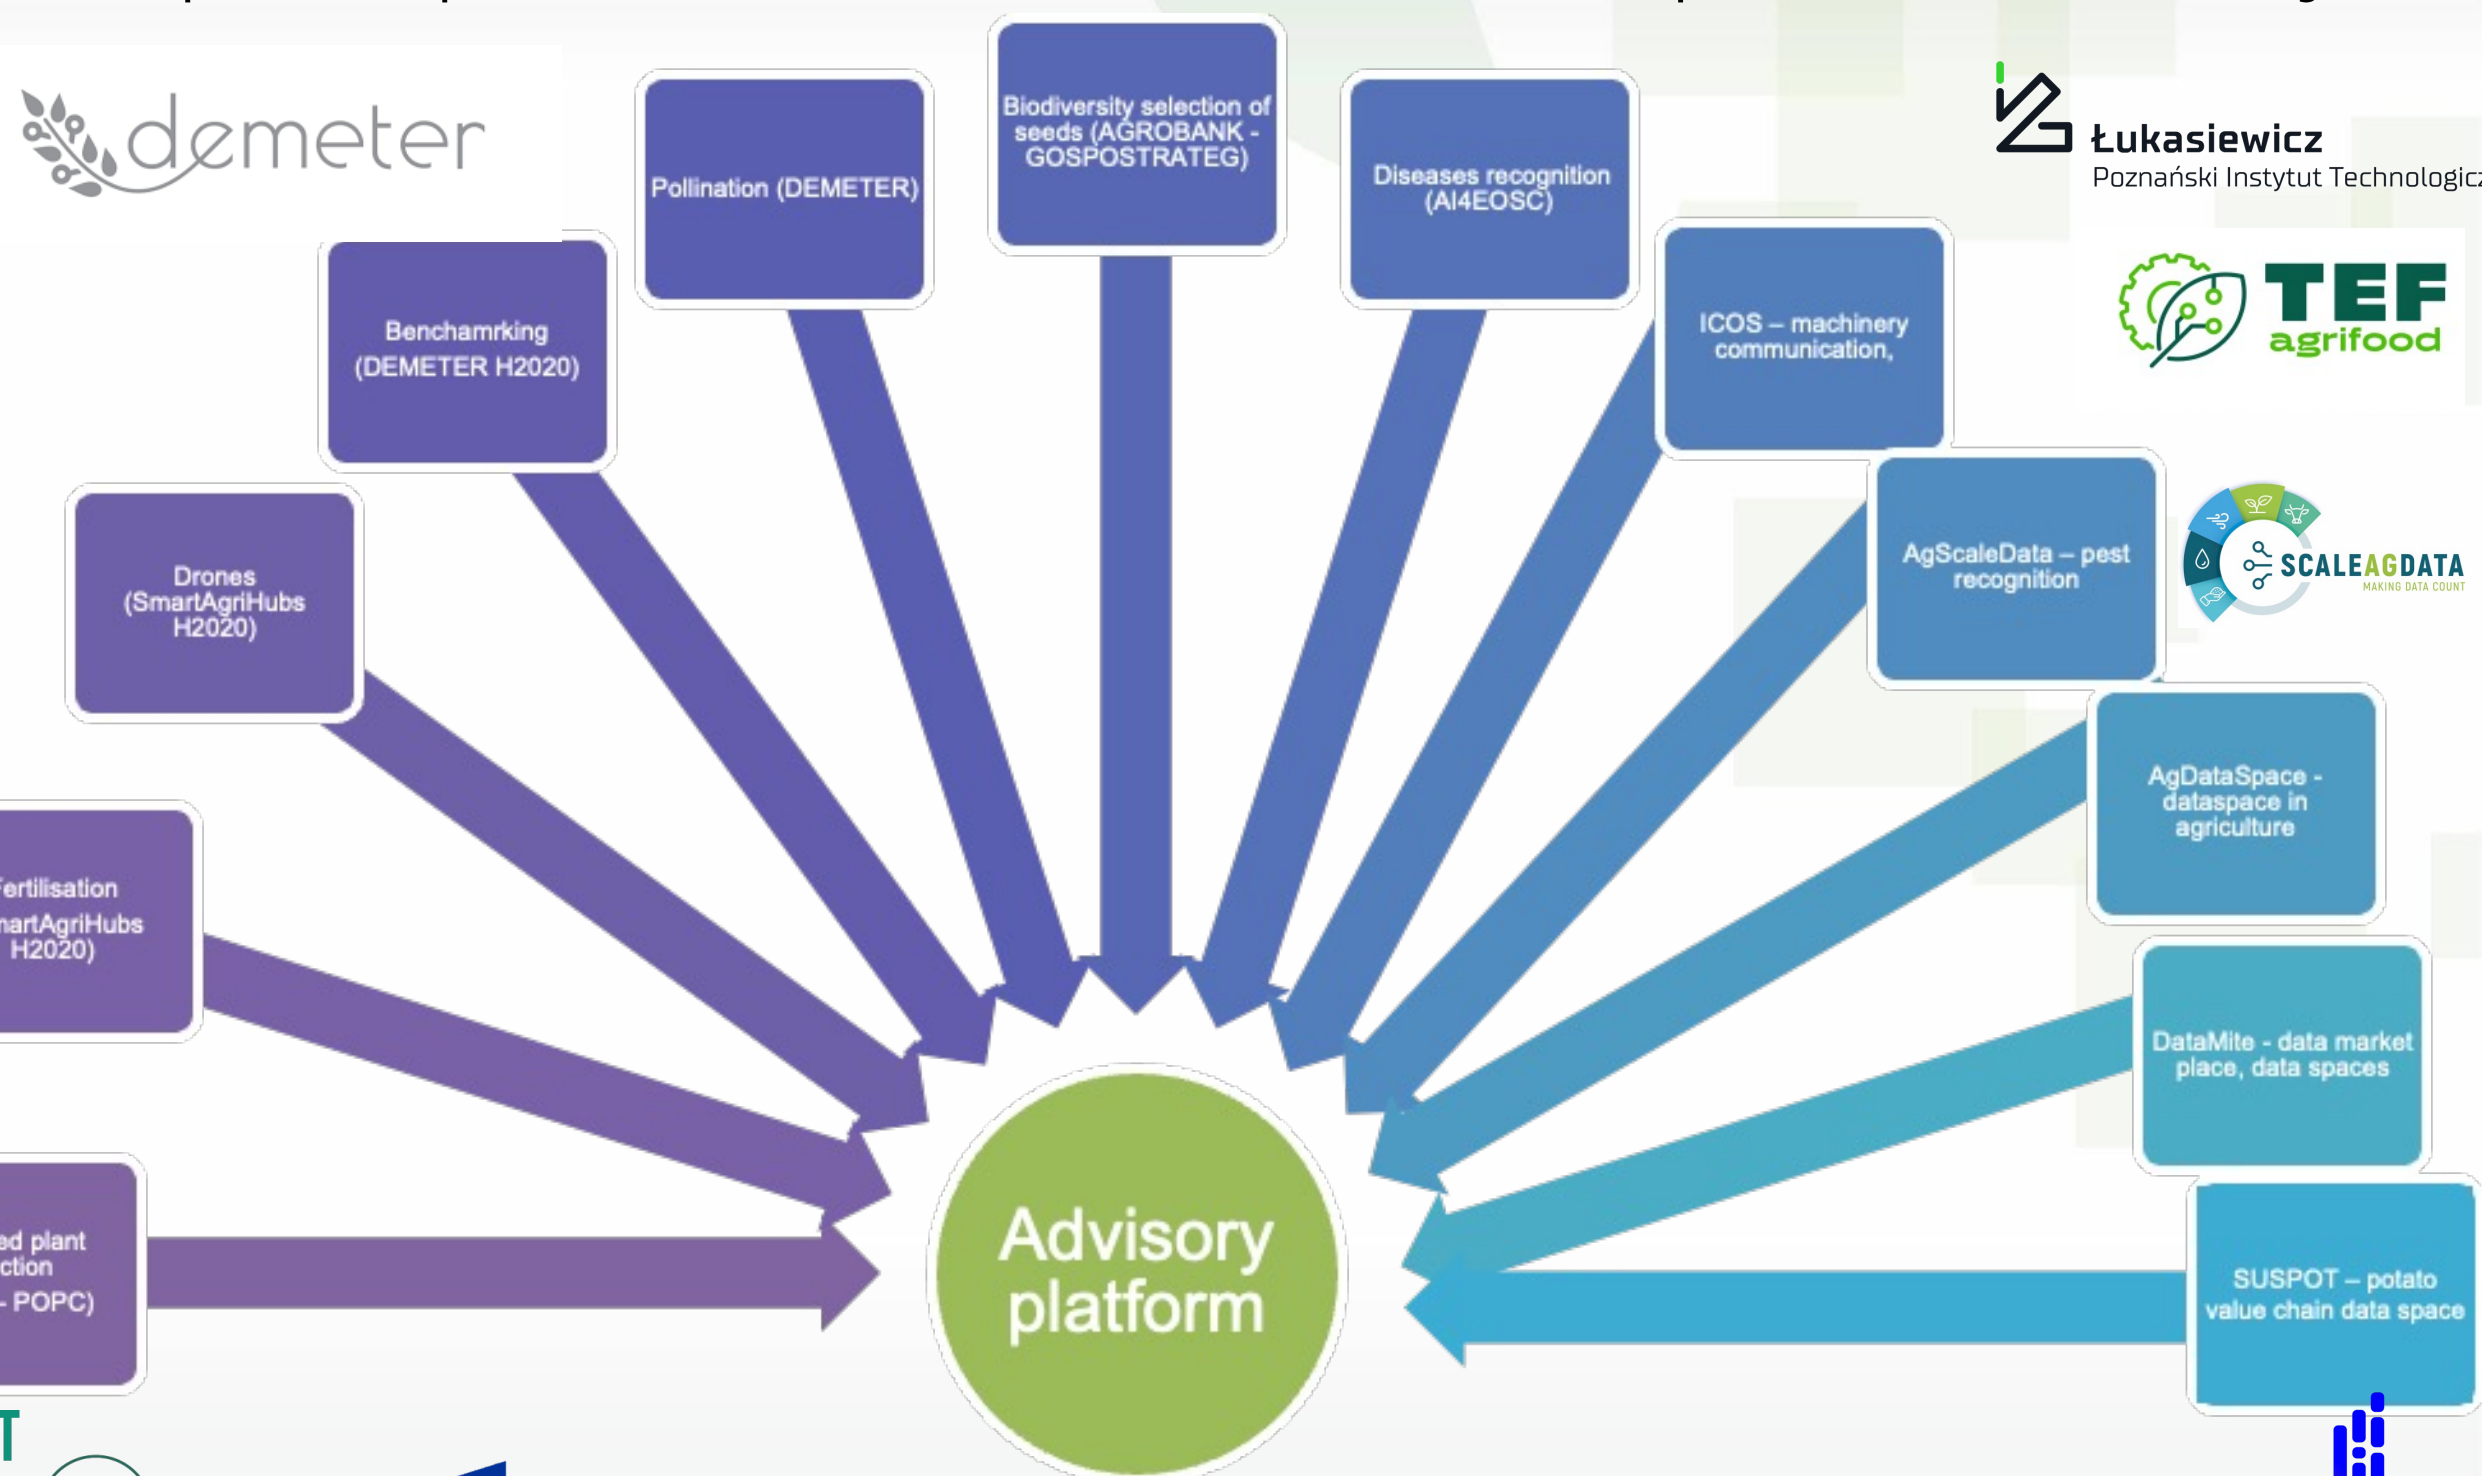 demeter
Łukasiewicz
Poznański Instytut Technologicz
TEF
agrifood
Biodiversity selection of
seeds (AGROBANK -
GOSPOSTRATEG)
Pollination (DEMETER)
Diseases recognition
(AI4EOSC)
Benchamrking
(DEMETER H2020)
ICOS – machinery
communication,
Drones
(SmartAgriHubs
H2020)
AgScaleData – pest
recognition
SCALEAGDATA
MAKING DATA COUNT
AgDataSpace -
dataspace in
agriculture
ertilisation
martAgriHubs
H2020)
DataMite - data market
place, data spaces
ed plant
ction
- POPC)
SUSPOT – potato
value chain data space
Advisory
platform
T